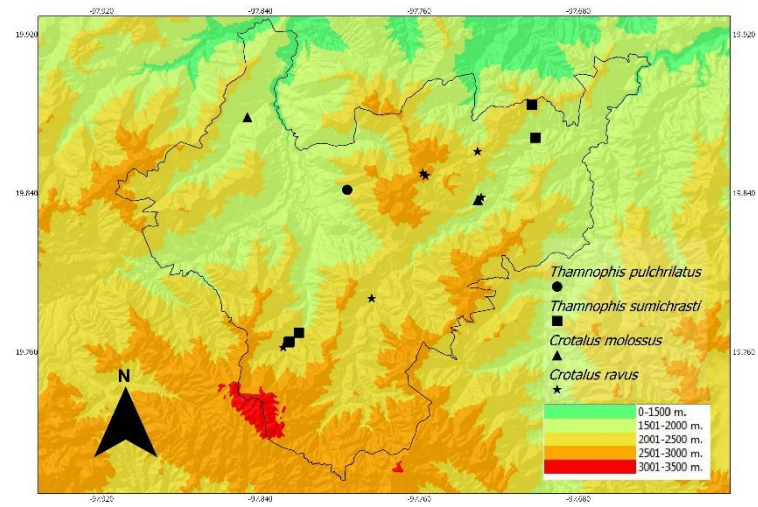 -97.920 -97.840 -97.760 -97.680
19.920 19.920
19.840 19.840
Thamnophis pulchrilatus
Thamnophis sumichrasti
Crotalus molossus
19.760 19.760
Crotalus ravus
N
0-1500 m.
1501-2000 m.
2001-2500 m.
2501-3000 m.
3001-3500 m.
-97.920 -97.840 -97.760 -97.680